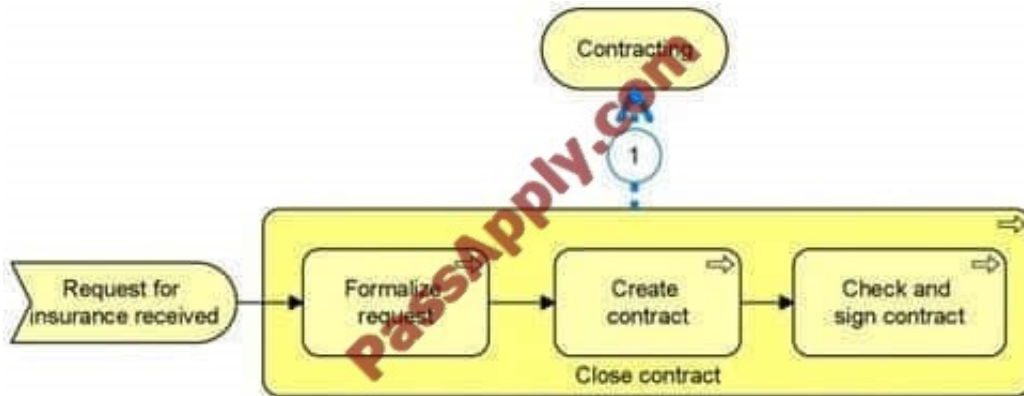 Contracting
1
PassApply.com
Request for
insurance received
Formalize
request
Create
contract
Check and
sign contract
Close contract